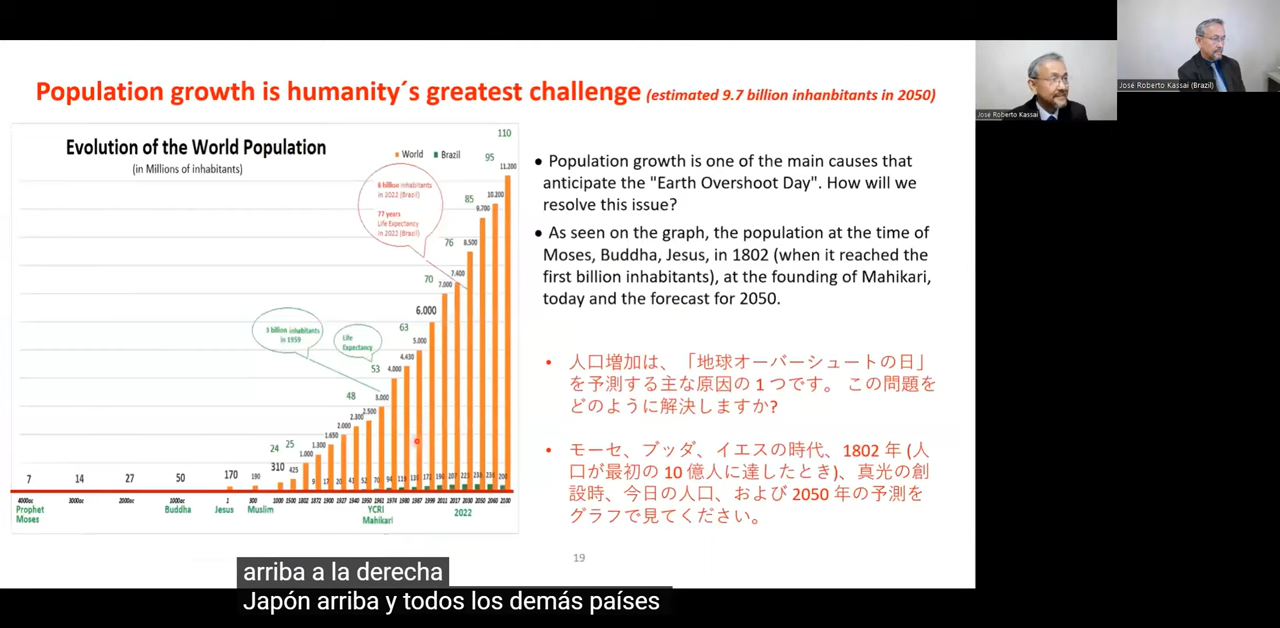 Population growth is humanity´s greatest challenge (estimated 9.7 billion inhanbitants in 2050)
José Roberto Kassai (Brazil)
José Roberto Kassai
Evolution of the World Population
(in Millions of inhabitants)
World Brazil
110
95
11.200
10.200
85
9.700
76
8.500
7.400
70
7.000
6.000
63
5.000
4.430
53
4.000
3.000
48
2.500
2.300
2.000
1.650
1.300
1.000
24 25
310 425
7 14 27 50 170 190
8 billion inhabitants
in 2022 (Brazil)
77 years
Life Expectancy
in 2022 (Brazil)
3 billion inhabitants
in 1959
Life
Expectancy
4000ac 3000ac 2000ac 1000ac 1 1000 1500 1802 1872 1900 1927 1940 1950 1961 1974 1980 1987 1999 2011 2017 2030 2050 2060 2100
Prophet
Moses
Buddha Jesus Muslim YCRI
Mahikari
2022
• Population growth is one of the main causes that
anticipate the "Earth Overshoot Day". How will we
resolve this issue?
• As seen on the graph, the population at the time of
Moses, Buddha, Jesus, in 1802 (when it reached the
first billion inhabitants), at the founding of Mahikari,
today and the forecast for 2050.
• 人口増加は、「地球オーバーシュートの日」
を予測する主な原因の 1 つです。 この問題を
どのように解決しますか?
• モーセ、ブッダ、イエスの時代、1802 年 (人
口が最初の 10 億人に達したとき)、真光の創
設時、今日の人口、および 2050 年の予測を
グラフで見てください。
19
arriba a la derecha
Japón arriba y todos los demás países